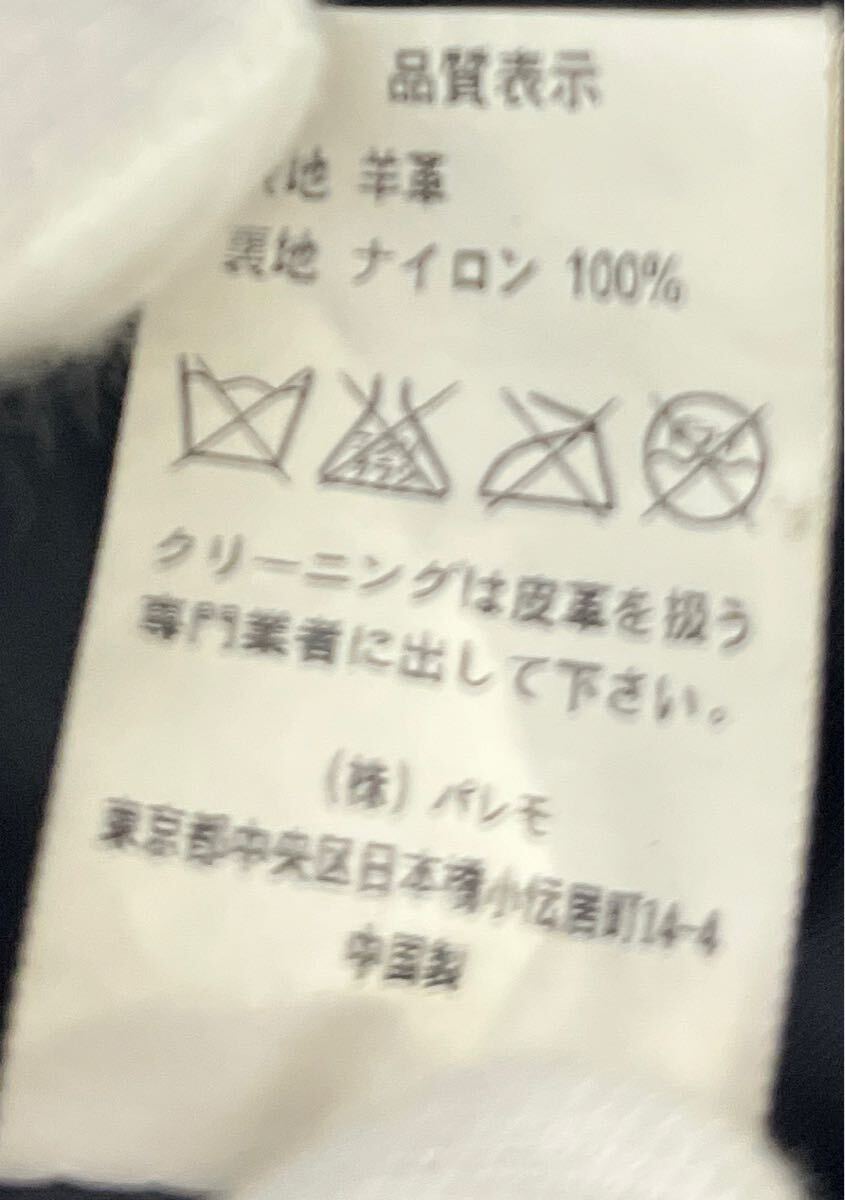 品質表示
地 羊革
裏地 ナイロン 100%
クリーニングは皮革を扱う
専門業者に出して下さい。
(株) パレモ
東京都中央区日本橋小伝馬町14-4
中国製